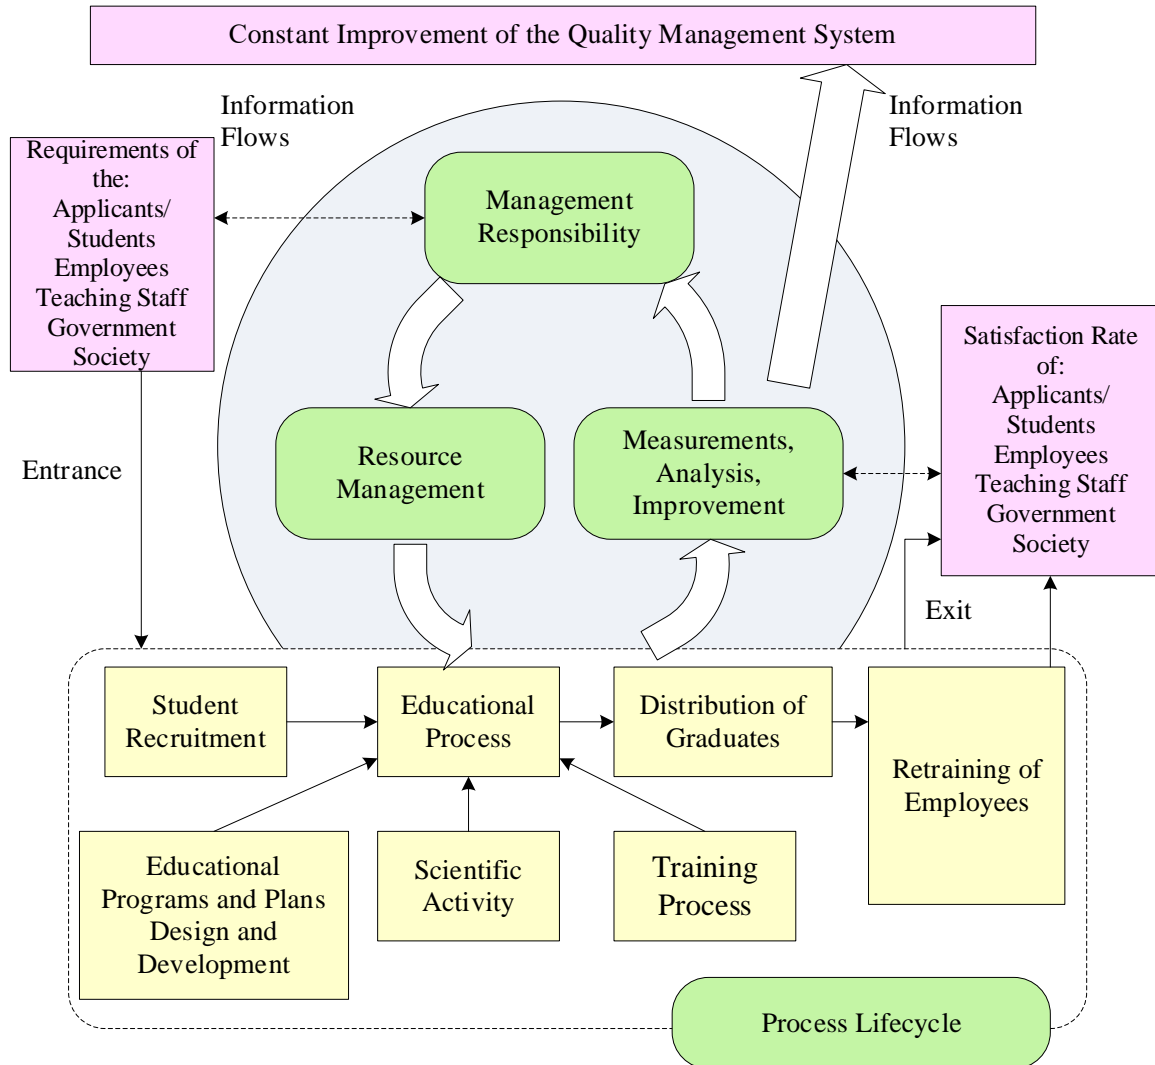 Constant Improvement of the Quality Management System
Information
Flows
Information
Flows
Requirements of
the:
Applicants/
Students
Employees
Teaching Staff
Government
Society
Management
Responsibility
Satisfaction Rate
of:
Applicants/
Students
Employees
Teaching Staff
Government
Society
Entrance
Resource
Management
Measurements,
Analysis,
Improvement
Exit
Student
Recruitment
Educational
Process
Distribution of
Graduates
Retraining of
Employees
Educational
Programs and Plans
Design and
Development
Scientific
Activity
Training
Process
Process Lifecycle